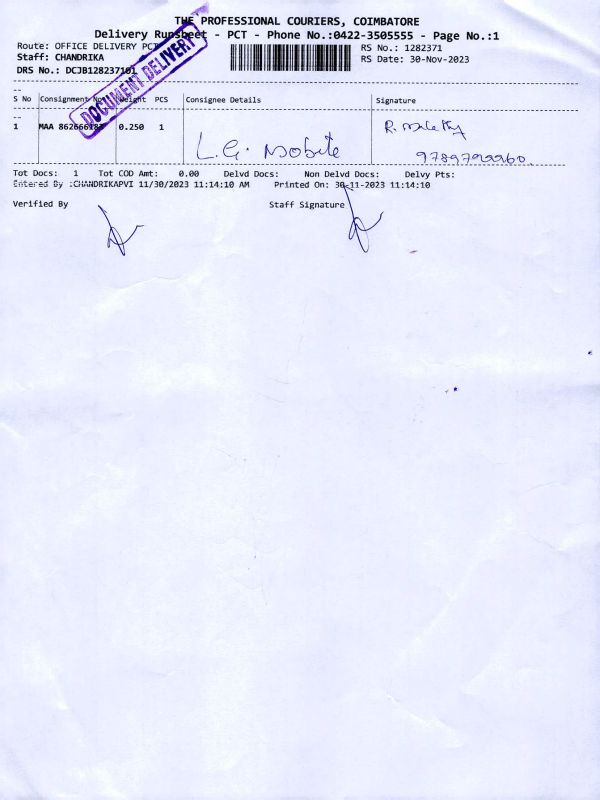 THE PROFESSIONAL COURIERS, COIMBATORE
Delivery Runsheet - PCT - Phone No.:0422-3505555 - Page No.:1
Route: OFFICE DELIVERY PCT
RS No.: 1282371
Staff: CHANDRIKA
RS Date: 30-Nov-2023
DRS No.: DCJB128237101
DOCUMENT DELIVERY
S No Consignment No Weight PCS Consignee Details Signature
1 MAA 862666183 0.250 1
L.G. Mobile
R.
9789799960.
Tot Docs: 1 Tot COD Amt: 0.00 Delvd Docs: Non Delvd Docs: Delvy Pts:
Entered By :CHANDRIKAPVI 11/30/2023 11:14:10 AM Printed On: 30-11-2023 11:14:10
Verified By Staff Signature